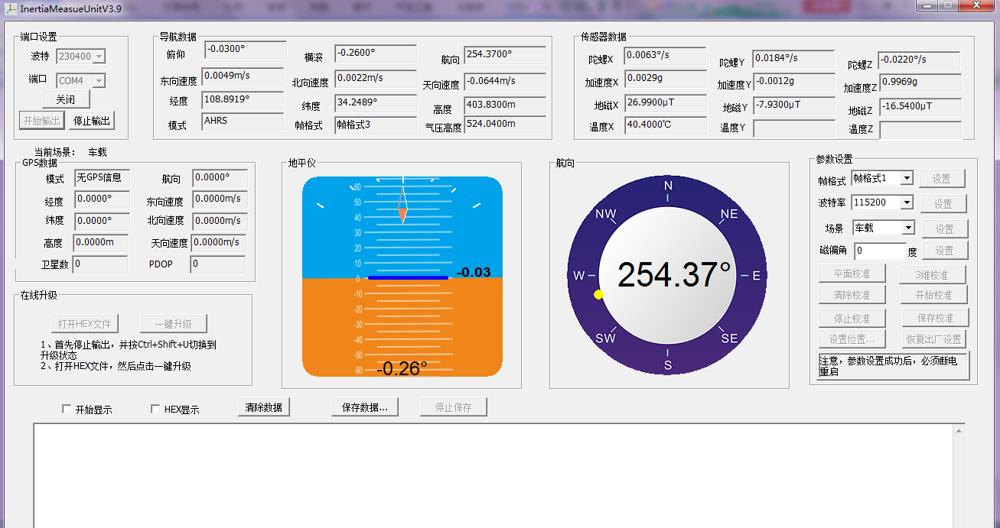 InertiaMeasueUnitV3.9
端口设置
波特 230400
端口 COM4
关闭
开始输出 停止输出
导航数据
俯仰 -0.0300° 横滚 -0.2600° 航向 254.3700°
东向速度 0.0049m/s 北向速度 0.0022m/s 天向速度 -0.0644m/s
经度 108.8919° 纬度 34.2489° 高度 403.8300m
模式 AHRS 帧格式 帧格式3 气压高度 524.0400m
传感器数据
陀螺X 0.0063°/s 陀螺Y 0.0184°/s 陀螺Z -0.0220°/s
加速度X 0.0029g 加速度Y -0.0012g 加速度Z 0.9969g
地磁X 26.9900μT 地磁Y -7.9300μT 地磁Z -16.5400μT
温度X 40.4000℃ 温度Y 温度Z
当前场景： 车载
GPS数据
模式 无GPS信息 航向 0.0000°
经度 0.0000° 东向速度 0.0000m/s
纬度 0.0000° 北向速度 0.0000m/s
高度 0.0000m 天向速度 0.0000m/s
卫星数 0 PDOP 0
在线升级
打开HEX文件 一键升级
1、首先停止输出，并按Ctrl+Shift+U切换到
升级状态
2、打开HEX文件，然后点击一键升级
地平仪
60
50
40
30
20
10
0
-10
-20
-30
-40
-50
-60
-0.03
-0.26°
航向
N
NW NE
W 254.37° E
SW SE
S
参数设置
帧格式 帧格式1 设置
波特率 115200 设置
场景 车载 设置
磁偏角 0 度 设置
平面校准 3维校准
清除校准 开始校准
停止校准 保存校准
设置位置... 恢复出厂设置
注意，参数设置成功后，必须断电
重启
开始显示 HEX显示 清除数据 保存数据... 停止保存